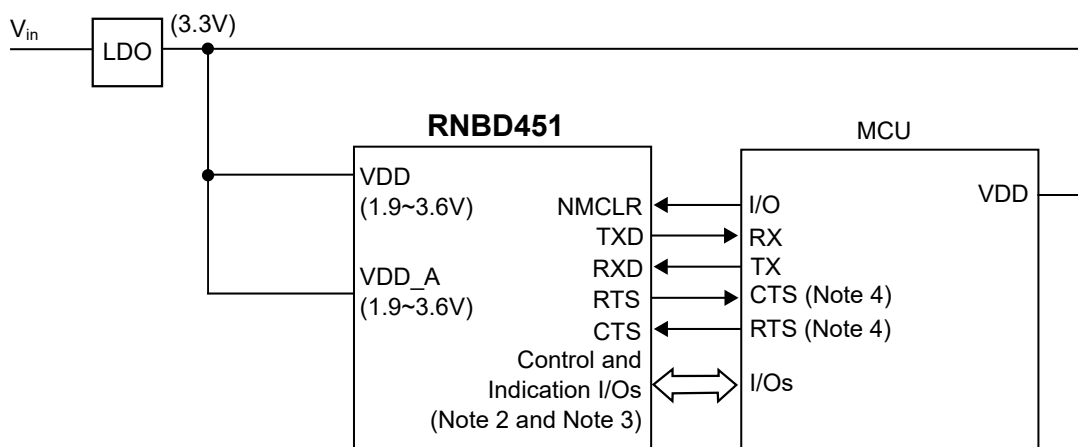 Vin
(3.3V)
LDO
RNBD451
MCU
VDD
(1.9~3.6V)
VDD
NMCLR
I/O
TXD
RX
RXD
TX
VDD_A
(1.9~3.6V)
RTS
CTS (Note 4)
CTS
RTS (Note 4)
Control and
Indication I/Os
(Note 2 and Note 3)
I/Os